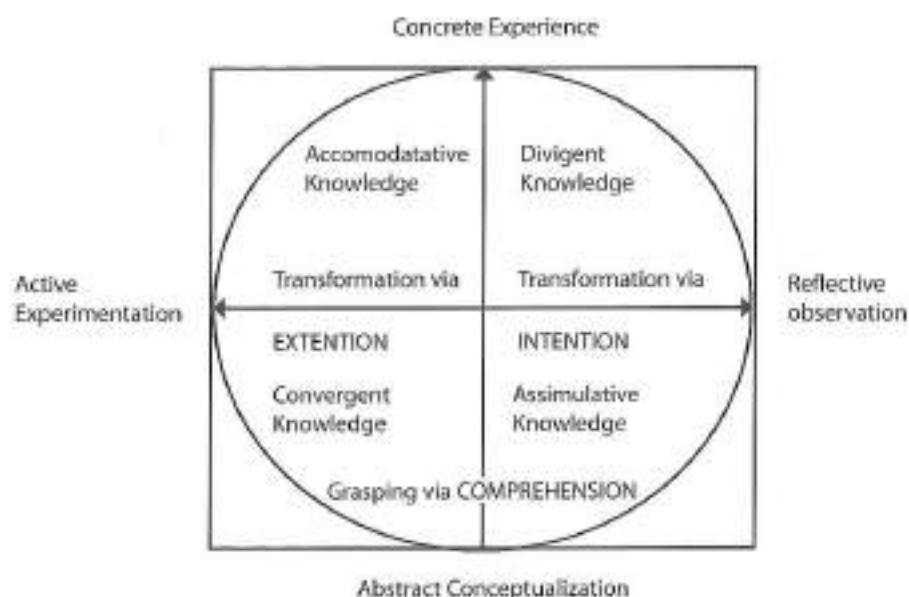 Concrete Experience
Accomodatative
Knowledge
Divigent
Knowledge
Transformation via
Transformation via
Active
Experimentation
Reflective
observation
EXTENTION
INTENTION
Convergent
Knowledge
Assimulative
Knowledge
Grasping via COMPREHENSION
Abstract Conceptualization